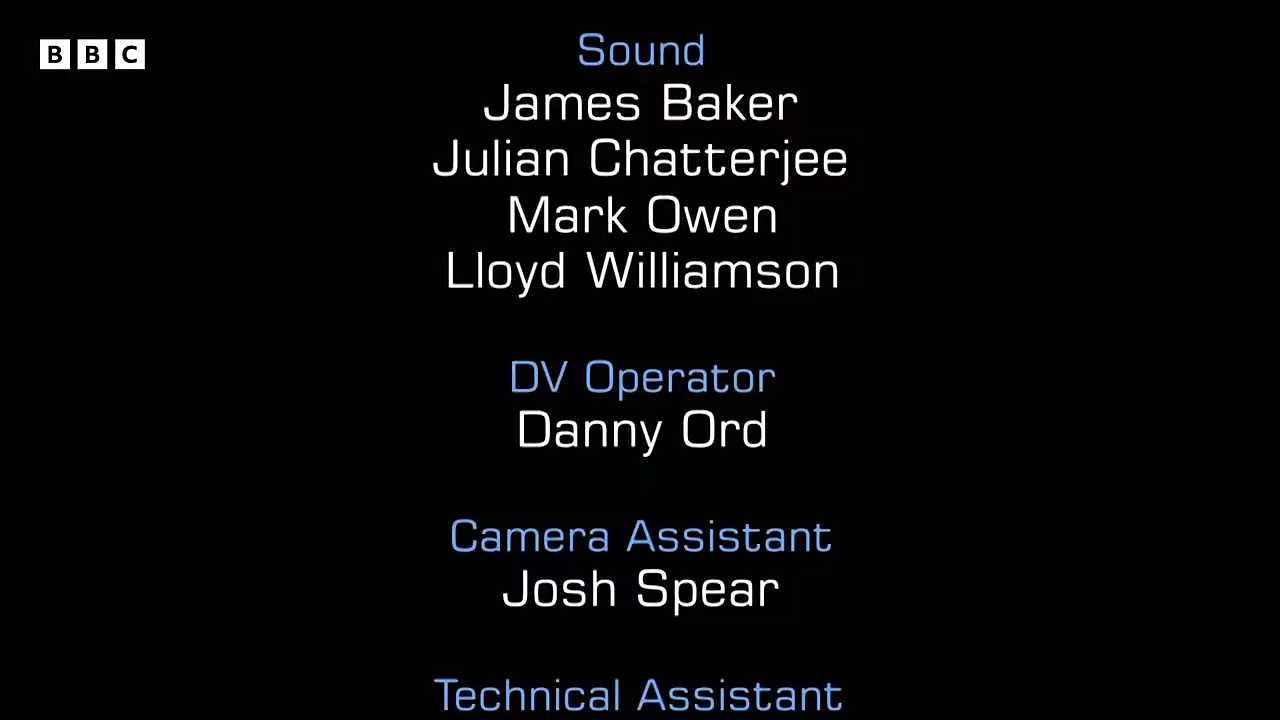 BBC
Sound
James Baker
Julian Chatterjee
Mark Owen
Lloyd Williamson
DV Operator
Danny Ord
Camera Assistant
Josh Spear
Technical Assistant